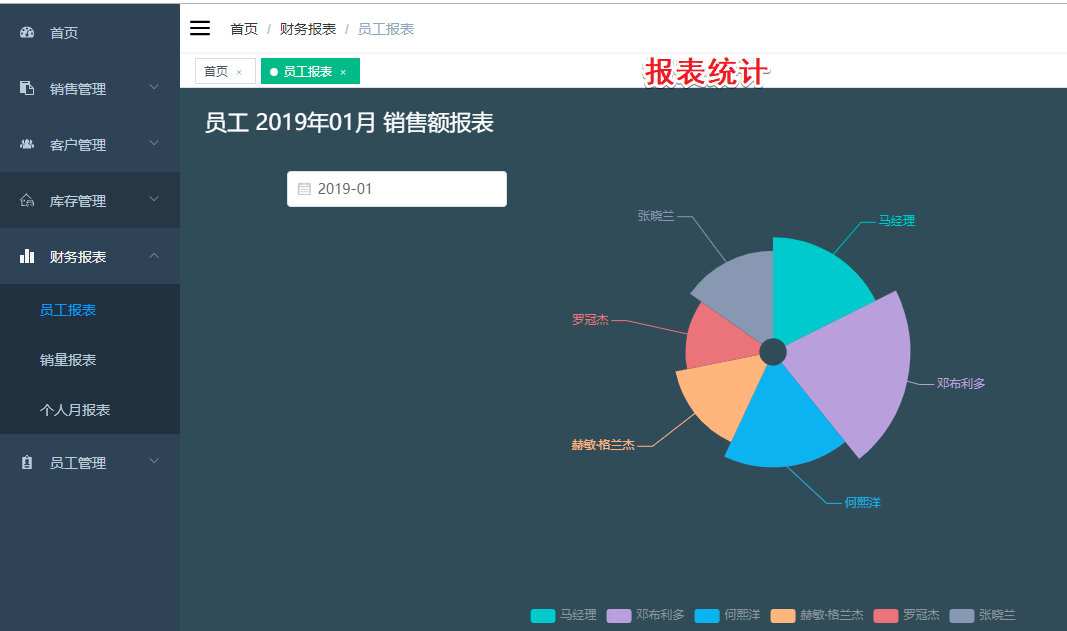 首页
销售管理
客户管理
库存管理
财务报表
员工报表
销量报表
个人月报表
员工管理
首页 / 财务报表 / 员工报表
首页 × 员工报表 ×
报表统计
员工 2019年01月 销售额报表
2019-01
张晓兰
马经理
罗冠杰
邓布利多
赫敏·格兰杰
何熙洋
马经理 邓布利多 何熙洋 赫敏·格兰杰 罗冠杰 张晓兰